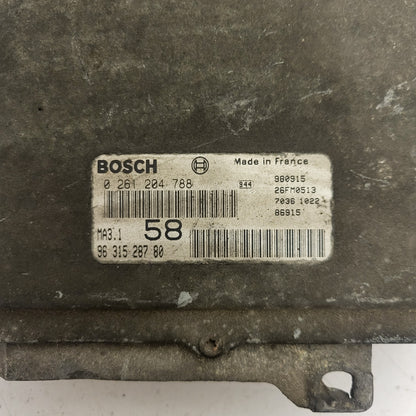 BOSCH Made in France
0 261 204 788 944 980915
26FM0513
7036 1022
86915
MA3.1 58
96 315 287 80